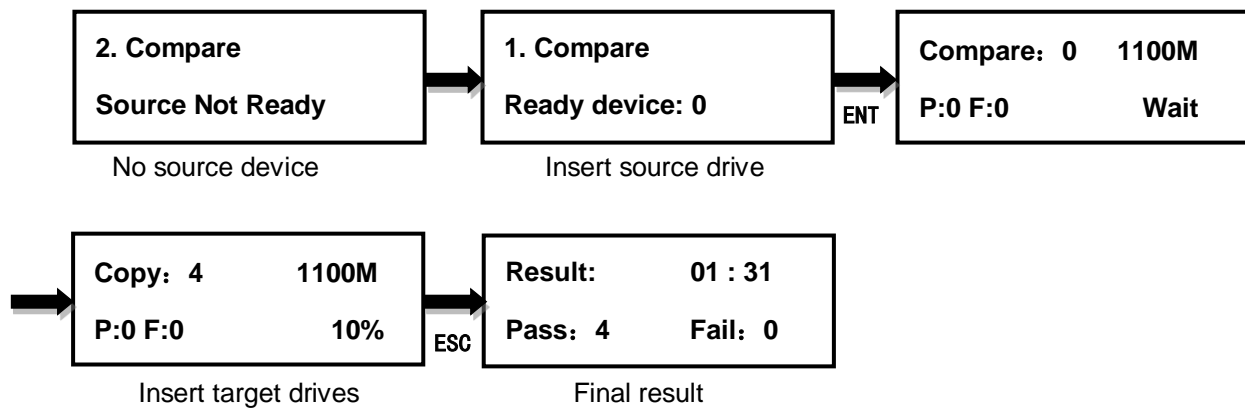 2. Compare
Source Not Ready
No source device
1. Compare
Ready device: 0
Insert source drive
ENT
Compare：0 1100M
P:0 F:0 Wait
Copy：4 1100M
P:0 F:0 10%
Insert target drives
ESC
Result: 01 : 31
Pass：4 Fail：0
Final result